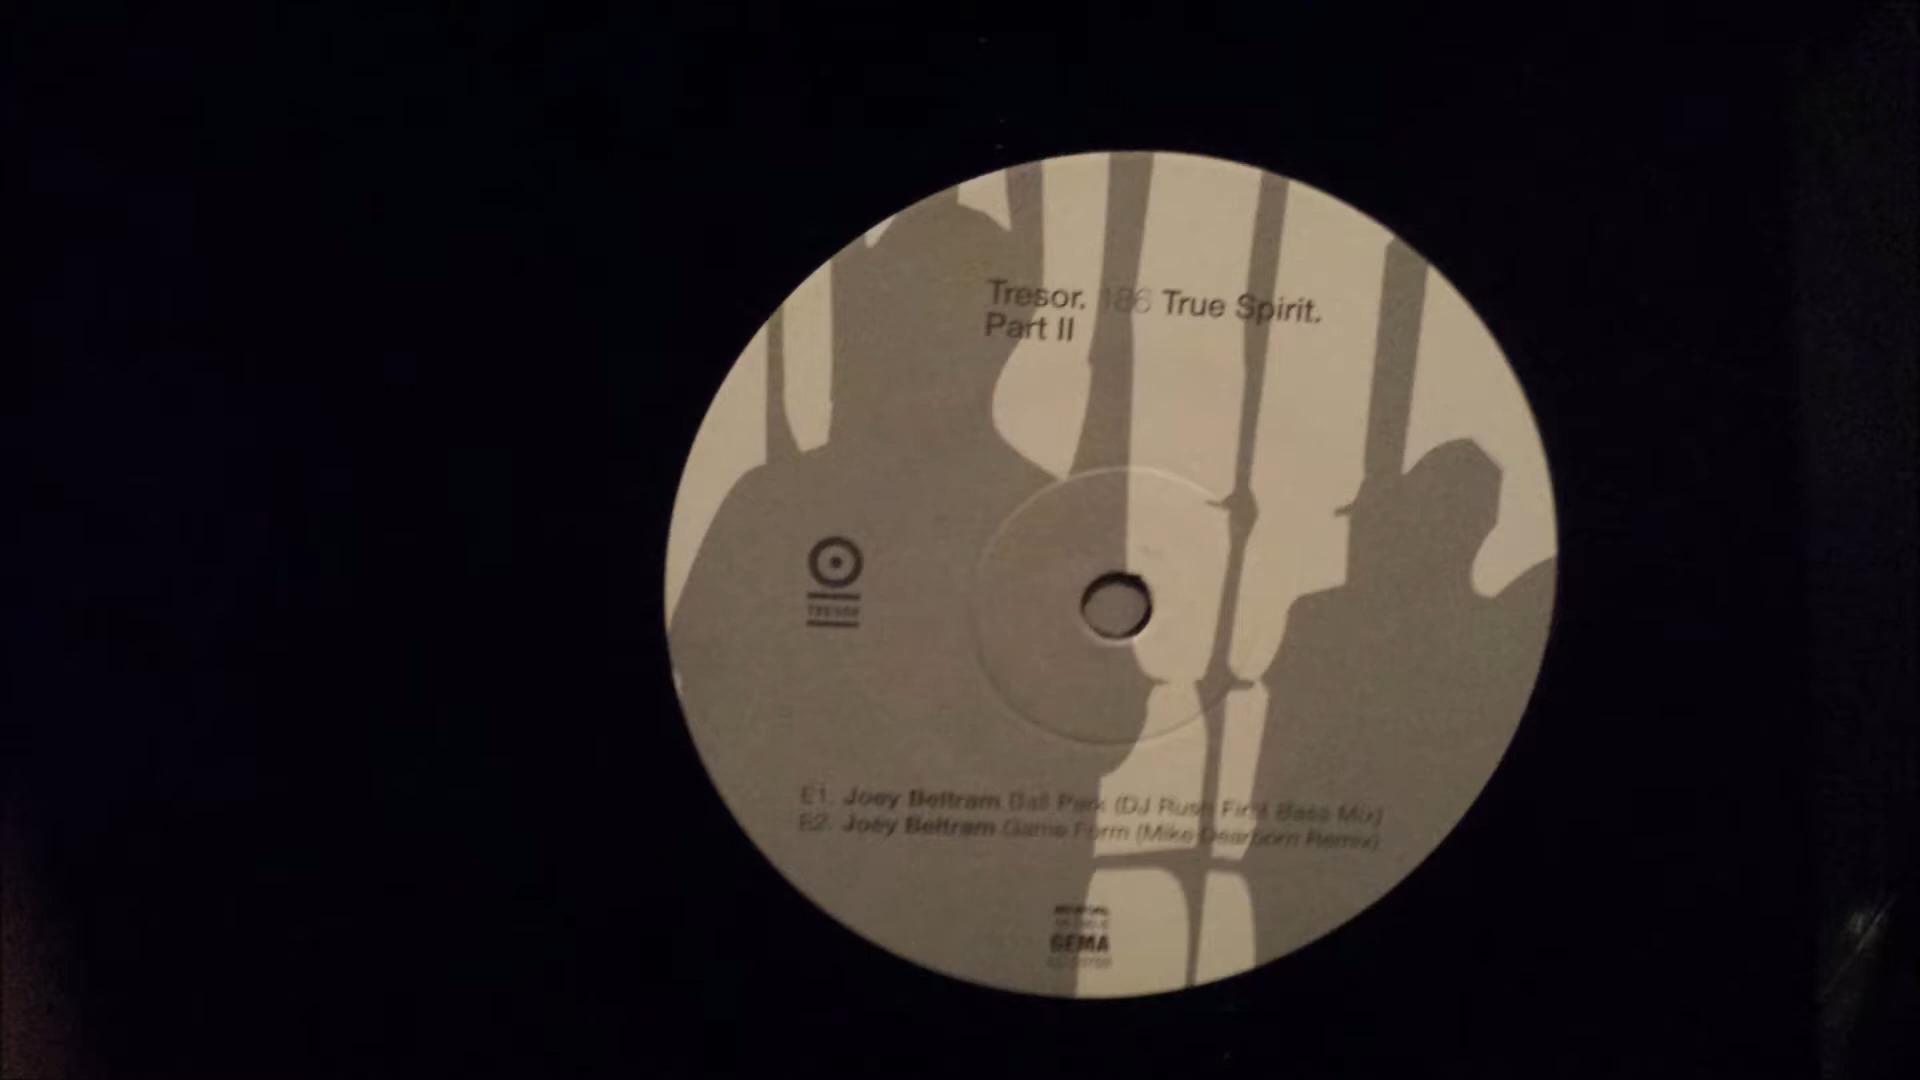 Tresor. 186 True Spirit.
Part II
TRESOR
E1. Joey Beltram Ball Park (DJ Rush First Bass Mix)
E2. Joey Beltram Game Form (Mike Dearborn Remix)
GEMA